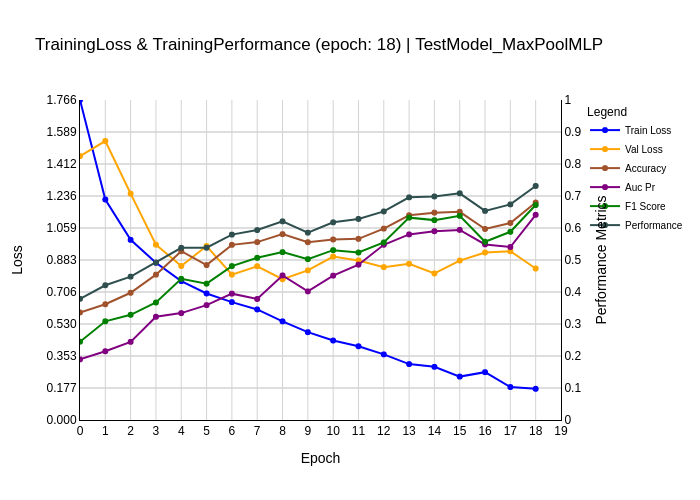 TrainingLoss & TrainingPerformance (epoch: 18) | TestModel_MaxPoolMLP
1.766
1.589
1.412
1.236
1.059
0.883
0.706
0.530
0.353
0.177
0.000
Loss
0 1 2 3 4 5 6 7 8 9 10 11 12 13 14 15 16 17 18 19
Epoch
1
0.9
0.8
0.7
0.6
0.5
0.4
0.3
0.2
0.1
0
Performance Metrics
Legend
Train Loss
Val Loss
Accuracy
Auc Pr
F1 Score
Performance